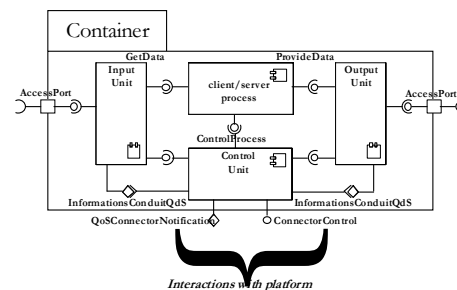 Container
GetData
ProvideData
AccessPort
Input
Unit
client/server
process
Output
Unit
AccessPort
ControlProcess
Control
Unit
InformationsConduitQdS
InformationsConduitQdS
QoSConnectorNotification
ConnectorControl
Interactions with platform